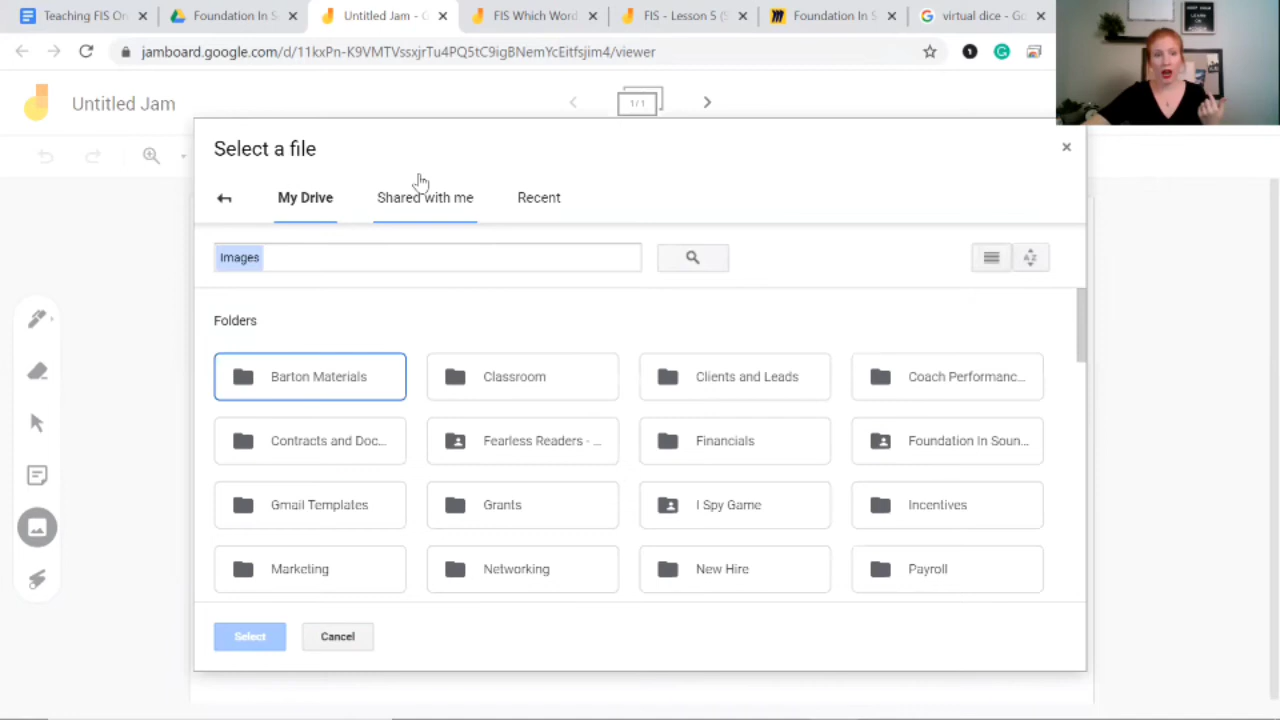 Teaching FIS On
Foundation In S
Untitled Jam - G
FIS Which Word
FIS - Lesson 5 (
Foundation In S
virtual dice - Go
jamboard.google.com/d/11kxPn-K9VMTVssxjrTu4PQ5tC9igBNemYcEitfsjim4/viewer
Untitled Jam
1/1
Select a file
My Drive
Shared with me
Recent
Images
Folders
Barton Materials
Classroom
Clients and Leads
Coach Performanc...
Contracts and Doc...
Fearless Readers - ...
Financials
Foundation In Soun...
Gmail Templates
Grants
I Spy Game
Incentives
Marketing
Networking
New Hire
Payroll
Select
Cancel